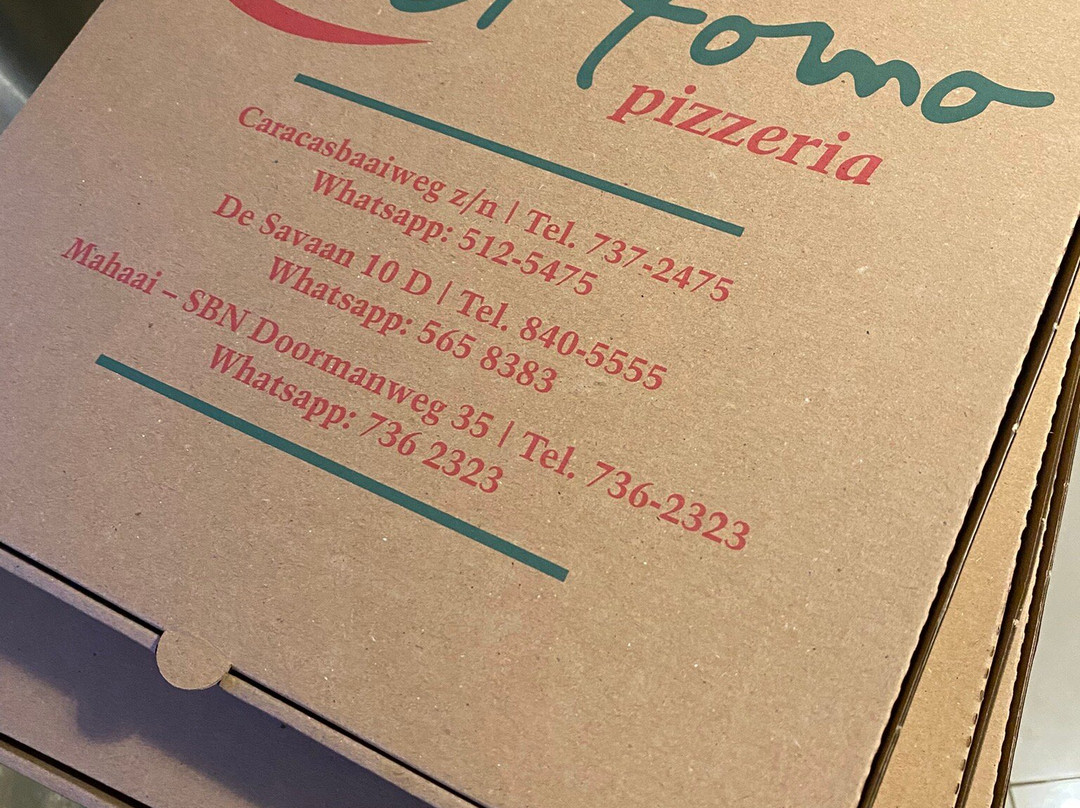 pizzeria
Caracasbaaiweg z/n | Tel. 737-2475
Whatsapp: 512-5475
De Savaan 10 D | Tel. 840-5555
Whatsapp: 565 8383
Mahaai – SBN Doormanweg 35 | Tel. 736-2323
Whatsapp: 736 2323